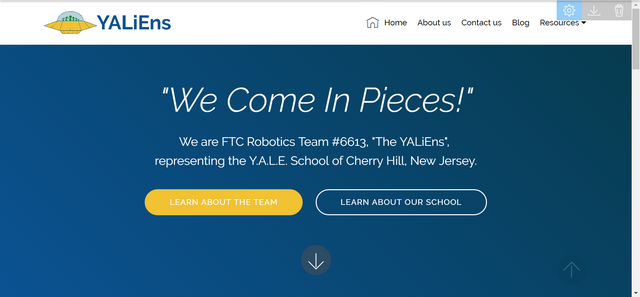 YALiEns
Home About us Contact us Blog Resources
"We Come In Pieces!"
We are FTC Robotics Team #6613, "The YALiEns",
representing the Y.A.L.E. School of Cherry Hill, New Jersey.
LEARN ABOUT THE TEAM LEARN ABOUT OUR SCHOOL